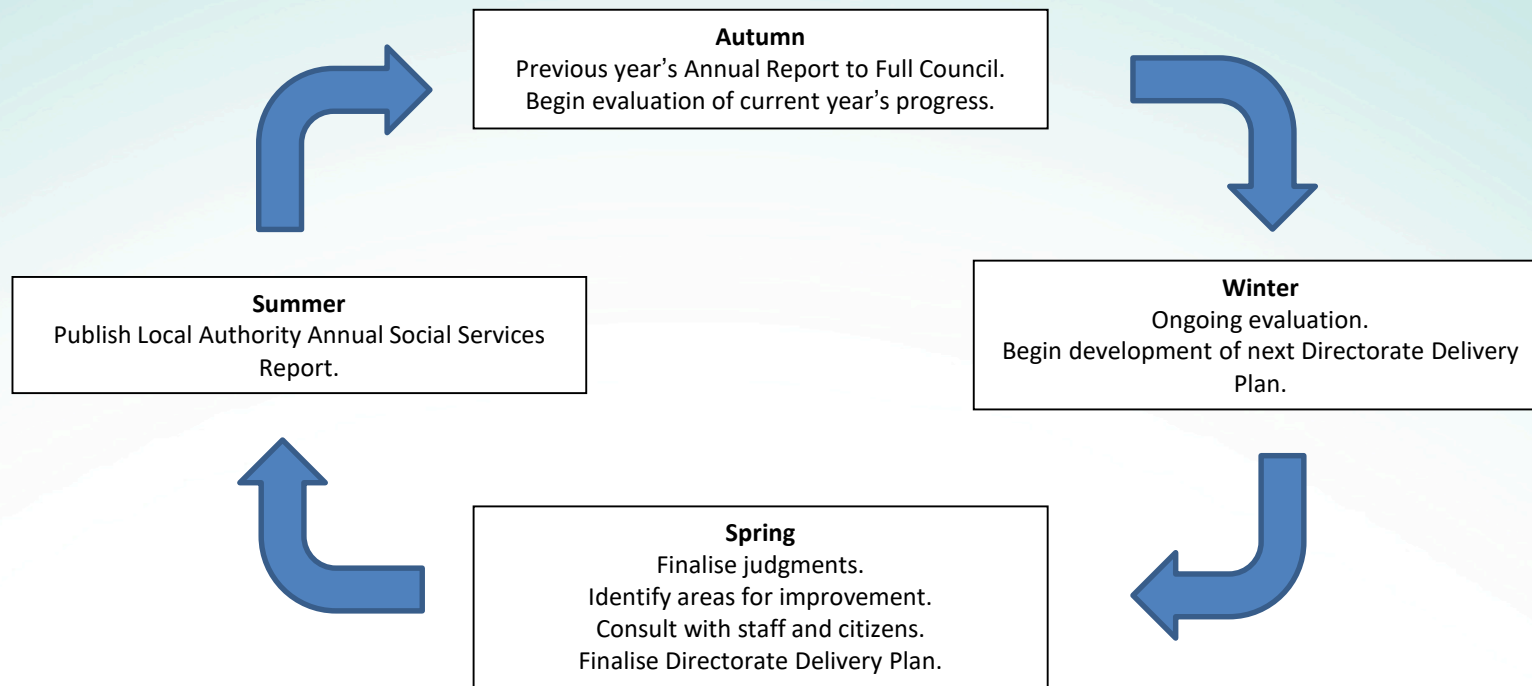 Autumn
Previous year’s Annual Report to Full Council.
Begin evaluation of current year’s progress.
Winter
Ongoing evaluation.
Begin development of next Directorate Delivery
Plan.
Spring
Finalise judgments.
Identify areas for improvement.
Consult with staff and citizens.
Finalise Directorate Delivery Plan.
Summer
Publish Local Authority Annual Social Services
Report.